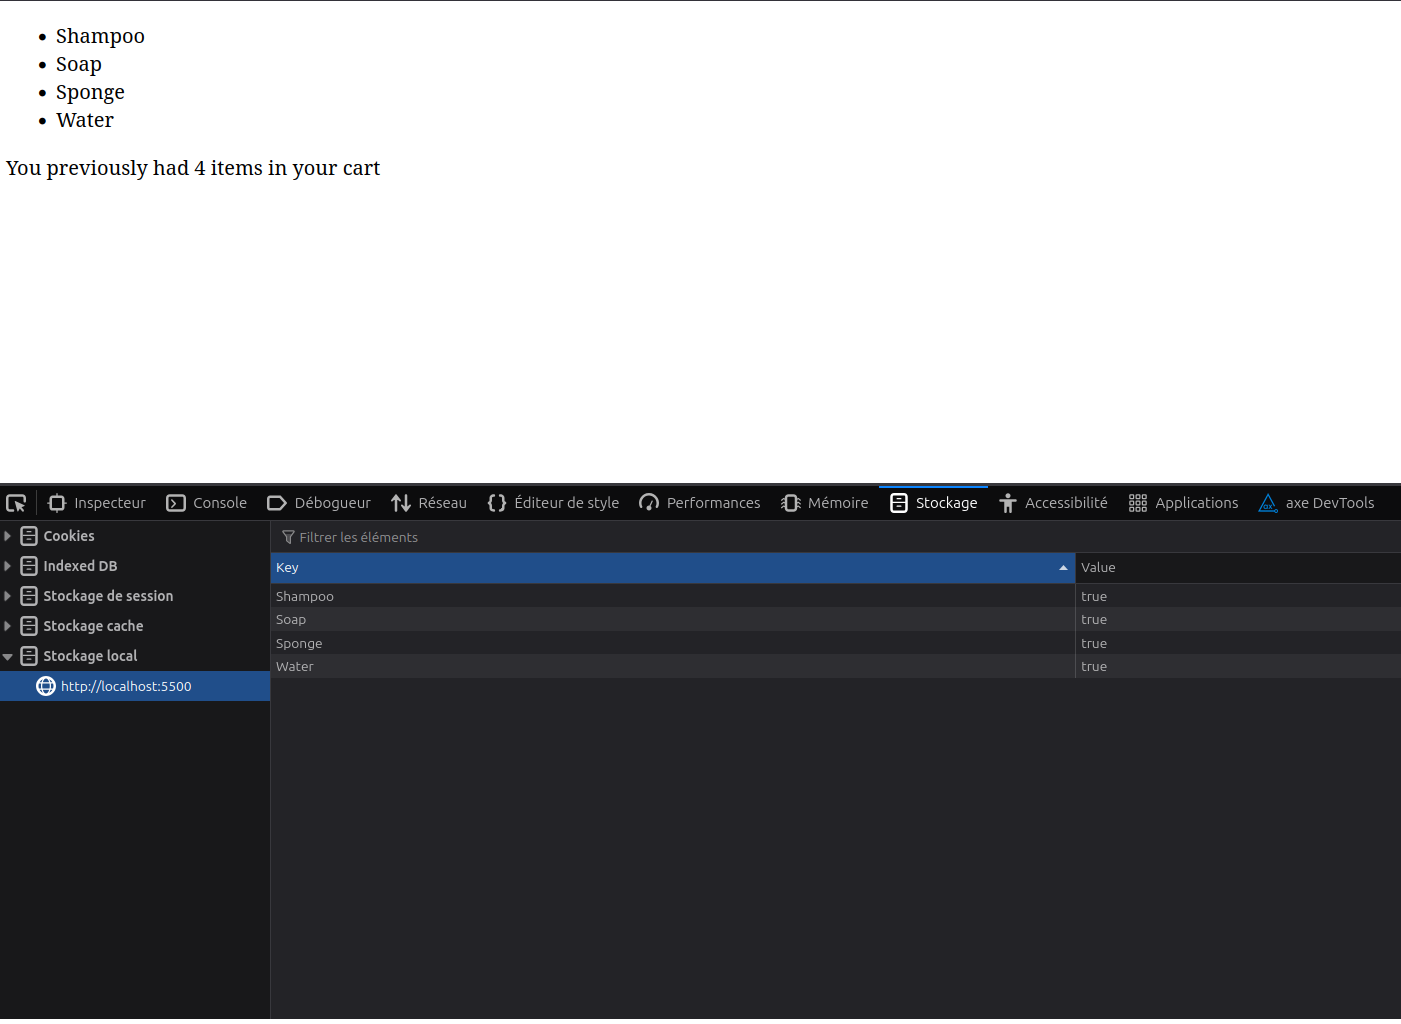 Shampoo
Soap
Sponge
Water
You previously had 4 items in your cart
Inspecteur Console Débogueur Réseau Éditeur de style Performances Mémoire Stockage Accessibilité Applications axe DevTools
Cookies
Indexed DB
Stockage de session
Stockage cache
Stockage local
http://localhost:5500
Filtrer les éléments
Key Value
Shampoo true
Soap true
Sponge true
Water true